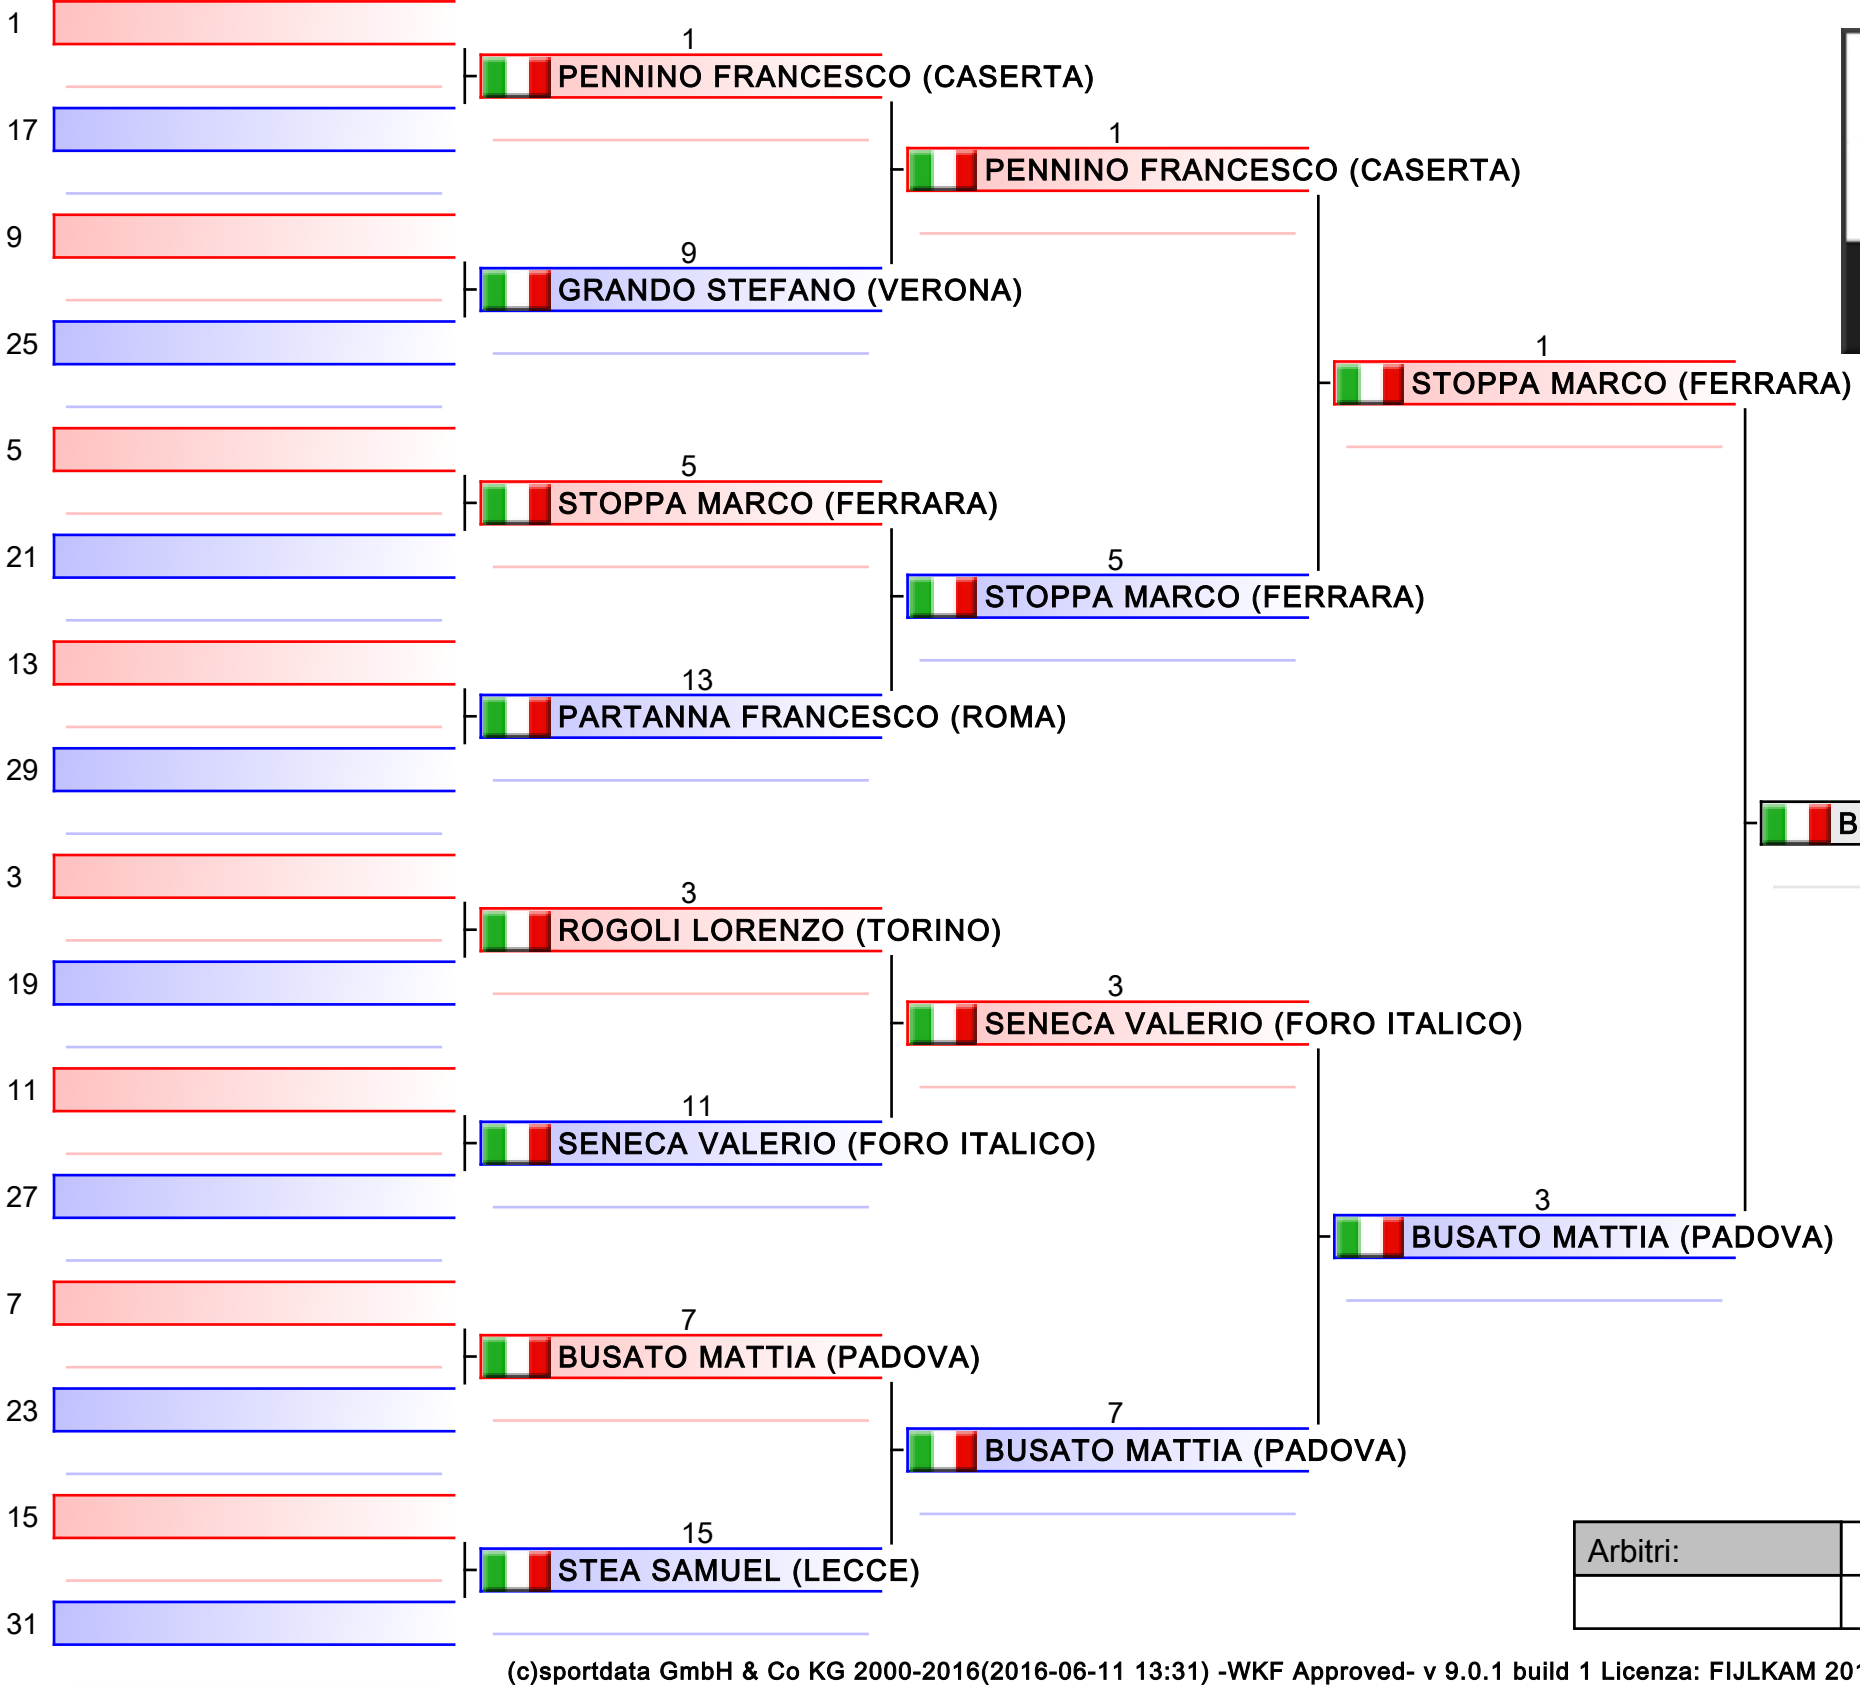 1
1
PENNINO FRANCESCO (CASERTA)
17
1
PENNINO FRANCESCO (CASERTA)
9
9
GRANDO STEFANO (VERONA)
25
1
STOPPA MARCO (FERRARA)
5
5
STOPPA MARCO (FERRARA)
21
5
STOPPA MARCO (FERRARA)
13
13
PARTANNA FRANCESCO (ROMA)
29
B
3
3
ROGOLI LORENZO (TORINO)
19
3
SENECA VALERIO (FORO ITALICO)
11
11
SENECA VALERIO (FORO ITALICO)
27
3
BUSATO MATTIA (PADOVA)
7
7
BUSATO MATTIA (PADOVA)
23
7
BUSATO MATTIA (PADOVA)
15
15
STEA SAMUEL (LECCE)
Arbitri:
31
(c)sportdata GmbH & Co KG 2000-2016(2016-06-11 13:31) -WKF Approved- v 9.0.1 build 1 Licenza: FIJLKAM 201